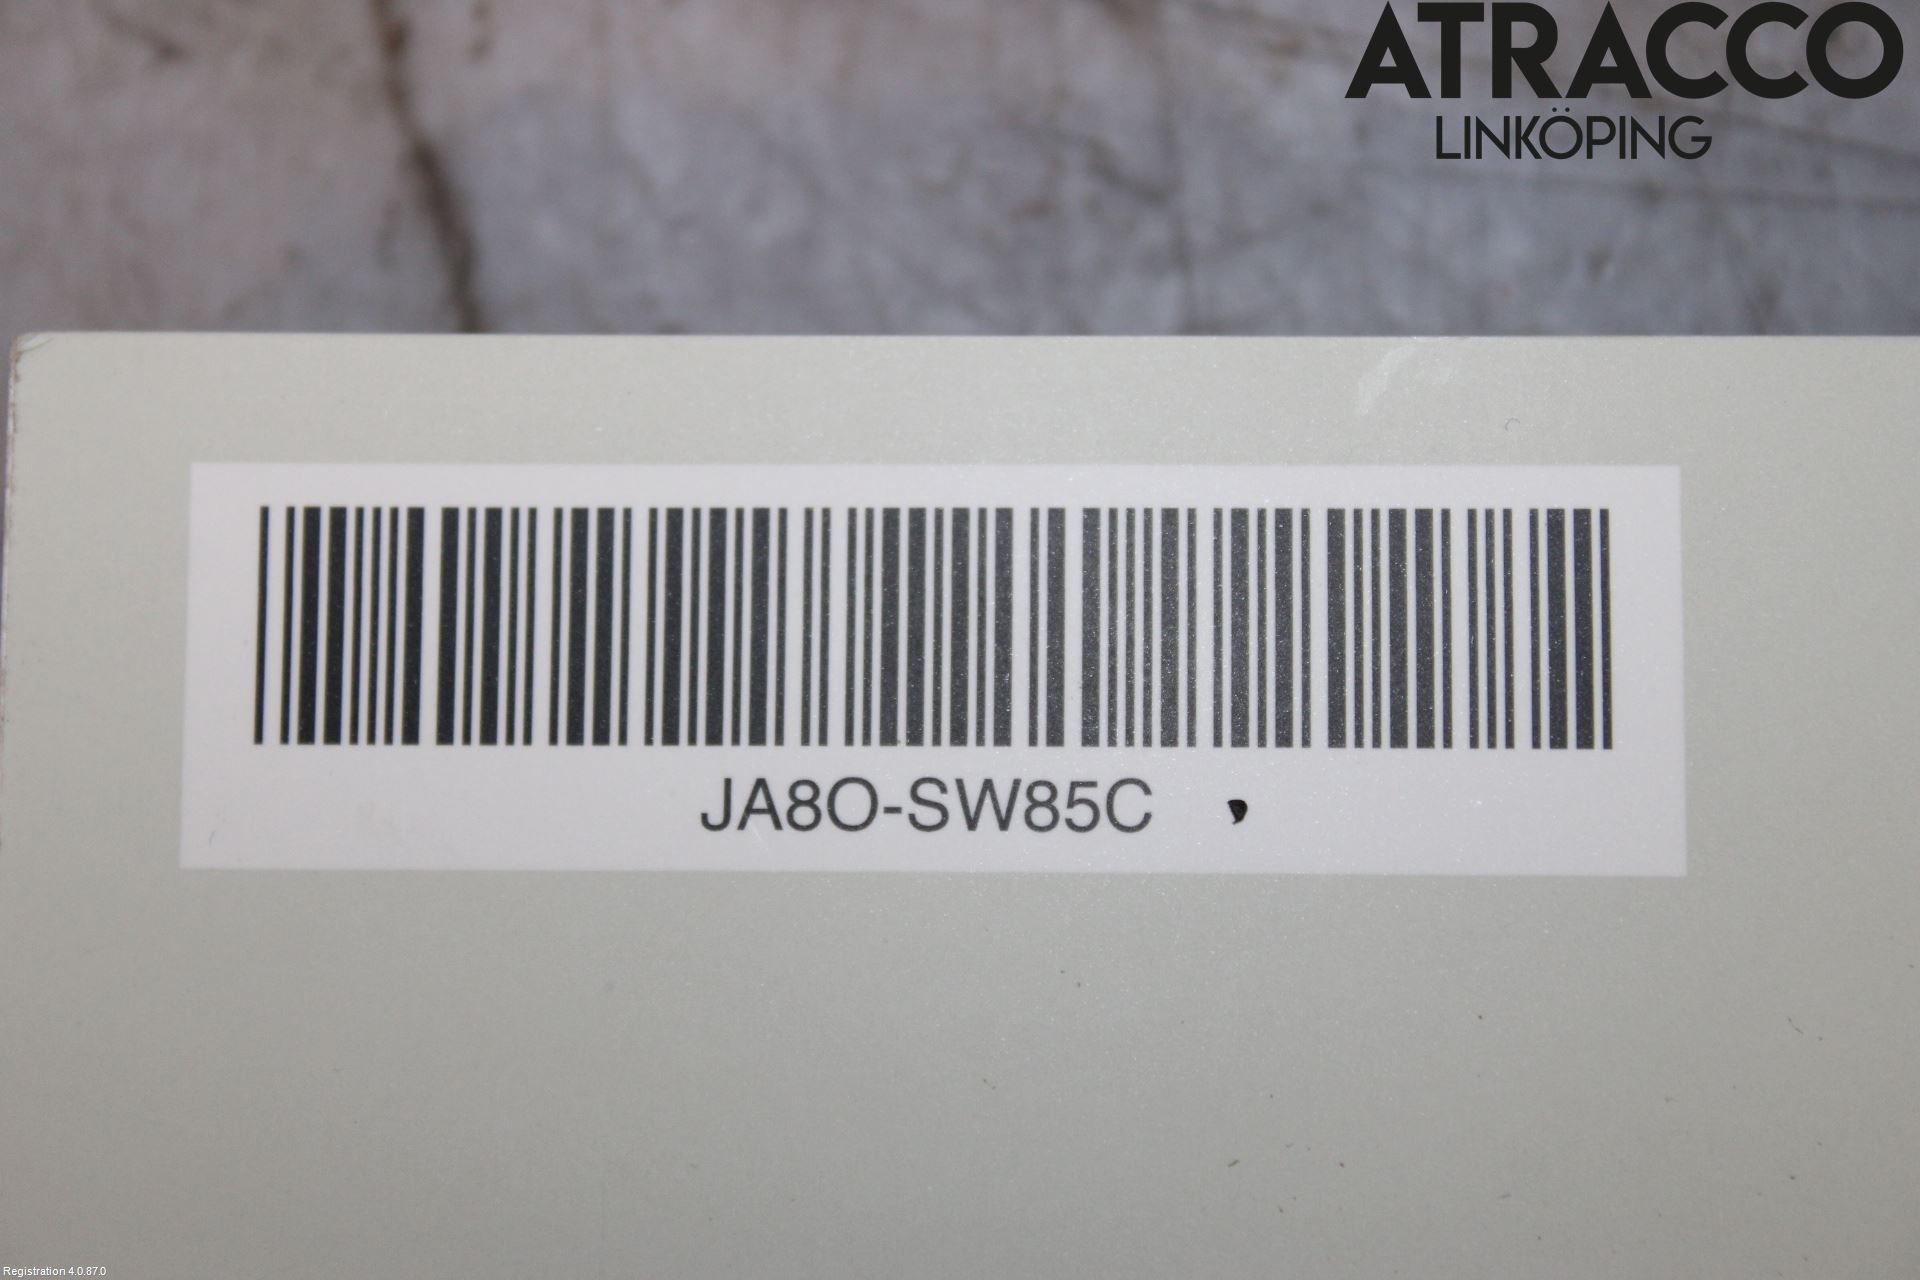 ATRACCO
LINKÖPING
JA8O-SW85C
Registration 4.0.87.0